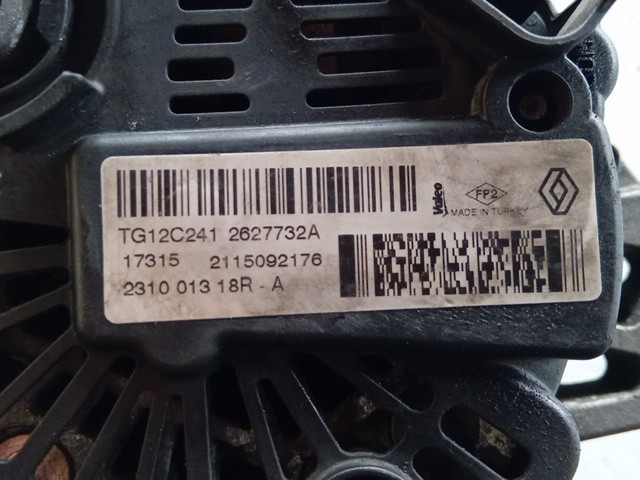 Valeo
FP2
MADE IN TURKEY
TG12C241 2627732A
17315 2115092176
2310 013 18R - A